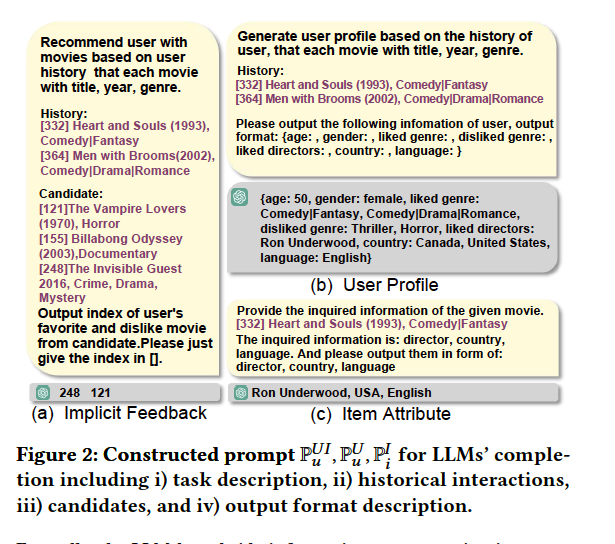 Recommend user with
movies based on user
history that each movie
with title, year, genre.
History:
[332] Heart and Souls (1993),
Comedy|Fantasy
[364] Men with Brooms(2002),
Comedy|Drama|Romance
Candidate:
[121]The Vampire Lovers
(1970), Horror
[155] Billabong Odyssey
(2003),Documentary
[248]The Invisible Guest
2016, Crime, Drama,
Mystery
Output index of user's
favorite and dislike movie
from candidate.Please just
give the index in [].
248 121
(a) Implicit Feedback
Generate user profile based on the history of
user, that each movie with title, year, genre.
History:
[332] Heart and Souls (1993), Comedy|Fantasy
[364] Men with Brooms (2002), Comedy|Drama|Romance
Please output the following infomation of user, output
format: {age: , gender: , liked genre: , disliked genre: ,
liked directors: , country: , language: }
{age: 50, gender: female, liked genre:
Comedy|Fantasy, Comedy|Drama|Romance,
disliked genre: Thriller, Horror, liked directors:
Ron Underwood, country: Canada, United States,
language: English}
(b) User Profile
Provide the inquired information of the given movie.
[332] Heart and Souls (1993), Comedy|Fantasy
The inquired information is: director, country,
language. And please output them in form of:
director, country, language
Ron Underwood, USA, English
(c) Item Attribute
Figure 2: Constructed prompt ℙ_u^{UI}, ℙ_u^U, ℙ_i^I for LLMs' comple-
tion including i) task description, ii) historical interactions,
iii) candidates, and iv) output format description.